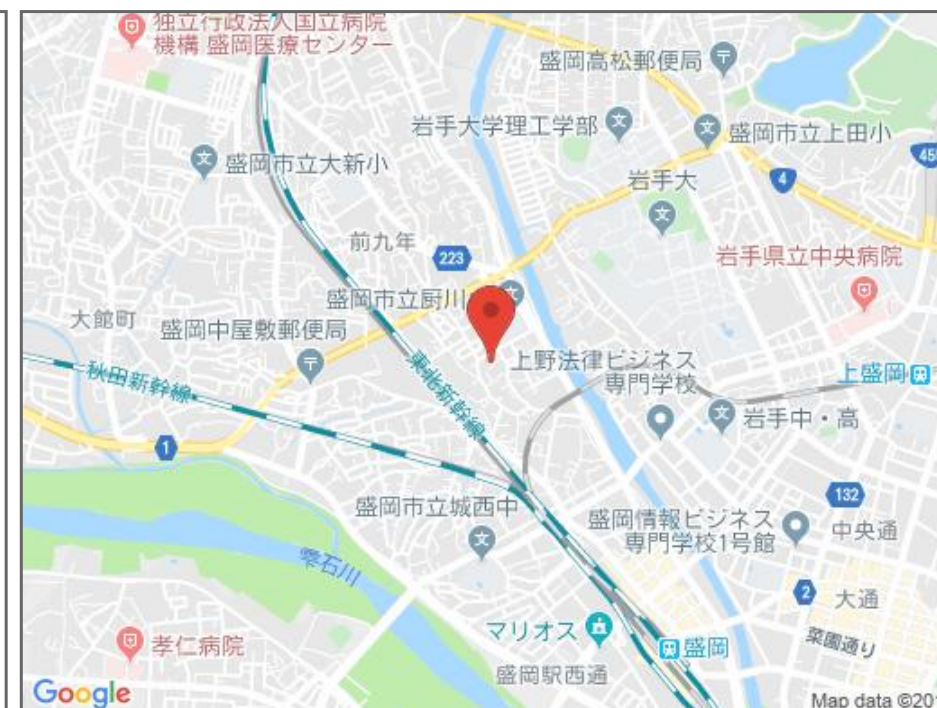 独立行政法人国立病院
機構 盛岡医療センター
盛岡高松郵便局
岩手大学理工学部
盛岡市立上田小
盛岡市立大新小
455
4
岩手大
前九年
223
岩手県立中央病院
盛岡市立厨川
大館町
盛岡中屋敷郵便局
上野法律ビジネス
専門学校
上盛岡
秋田新幹線
東北新幹線
岩手中・高
1
132
盛岡市立城西中
盛岡情報ビジネス
専門学校1号館
中央通
雫石川
2
大通
マリオス
菜園通り
孝仁病院
盛岡
盛岡駅西通
Google
Map data ©201